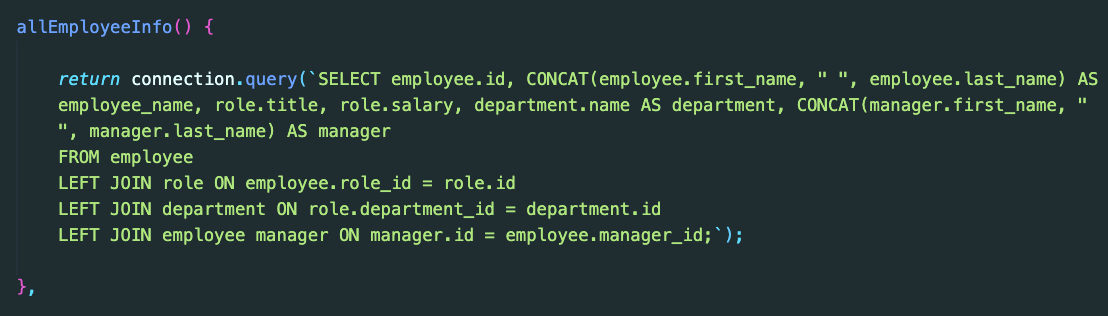 allEmployeeInfo() {
return connection.query(`SELECT employee.id, CONCAT(employee.first_name, " ", employee.last_name) AS
employee_name, role.title, role.salary, department.name AS department, CONCAT(manager.first_name, "
", manager.last_name) AS manager
FROM employee
LEFT JOIN role ON employee.role_id = role.id
LEFT JOIN department ON role.department_id = department.id
LEFT JOIN employee manager ON manager.id = employee.manager_id;`);
},